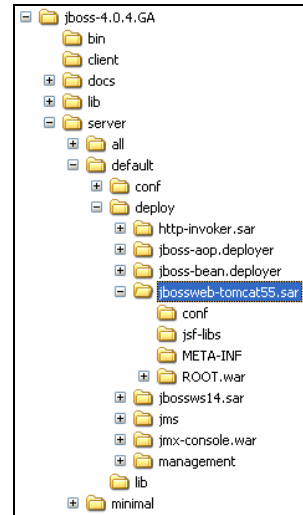 jboss-4.0.4.GA
bin
client
docs
lib
server
all
default
conf
deploy
http-invoker.sar
jboss-aop.deployer
jboss-bean.deployer
jbossweb-tomcat55.sar
conf
jsf-libs
META-INF
ROOT.war
jbossws14.sar
jms
jmx-console.war
management
lib
minimal